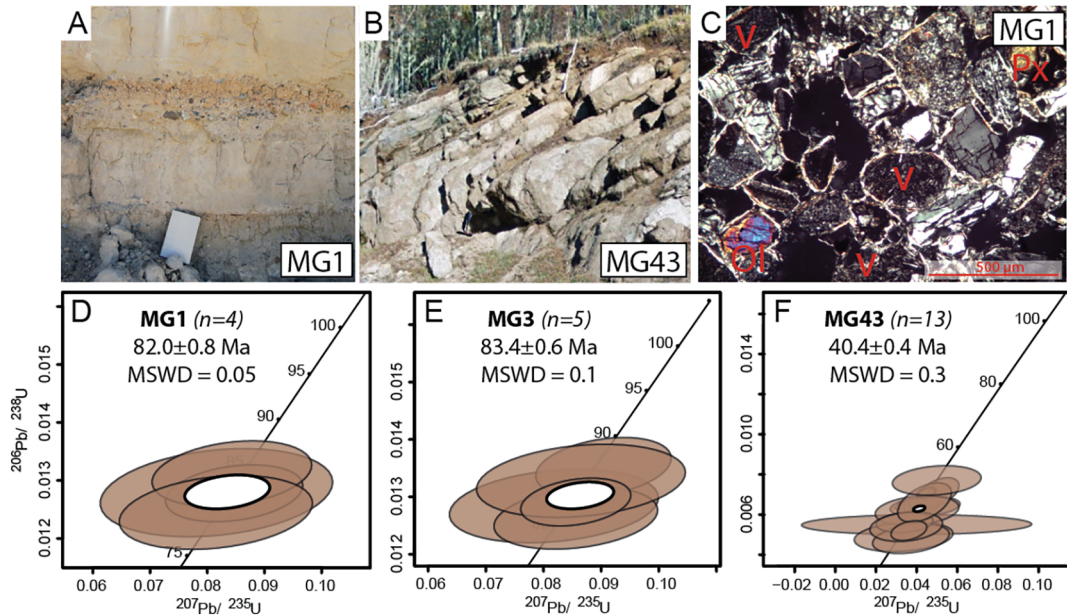 A
MG1
B
MG43
C
MG1
V
Px
V
Ol
V
500 µm
D
MG1 (n=4)
82.0±0.8 Ma
MSWD = 0.05
100
95
90
85
75
0.015
0.014
0.013
0.012
206Pb/ 238U
0.06 0.07 0.08 0.09 0.10
207Pb/ 235U
E
MG3 (n=5)
83.4±0.6 Ma
MSWD = 0.1
100
95
90
0.015
0.014
0.013
0.012
0.06 0.07 0.08 0.09 0.10
207Pb/ 235U
F
MG43 (n=13)
40.4±0.4 Ma
MSWD = 0.3
100
80
60
0.014
0.010
0.006
−0.02 0.00 0.02 0.04 0.06 0.08 0.10
207Pb/ 235U